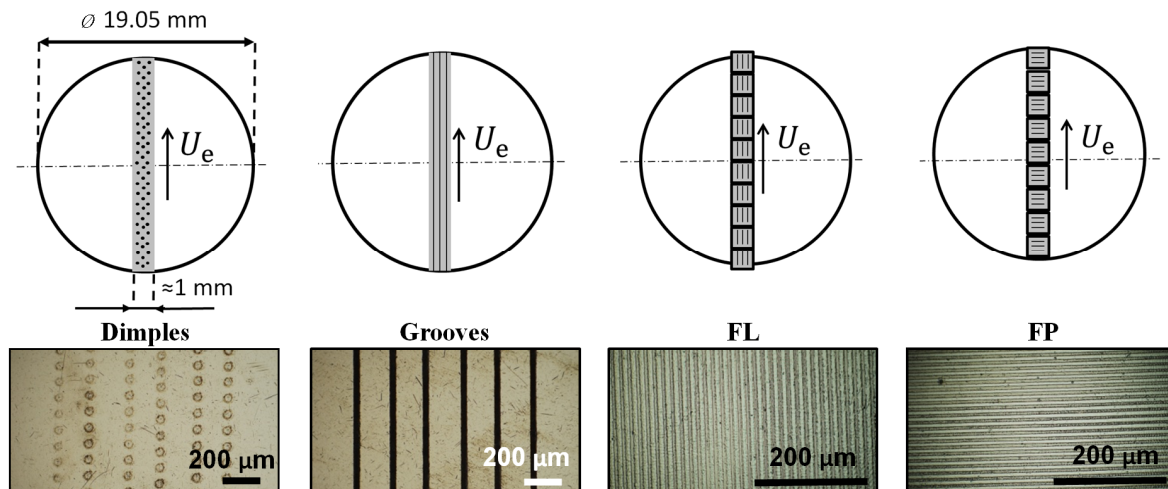 ⌀ 19.05 mm
Ue
Ue
Ue
Ue
≈1 mm
Dimples
Grooves
FL
FP
200 μm
200 μm
200 μm
200 μm